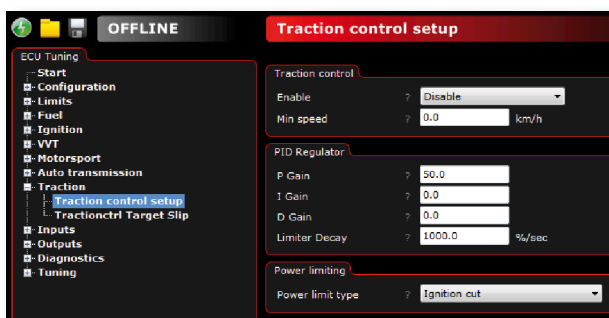 OFFLINE
Traction control setup
ECU Tuning
Start
Configuration
Limits
Fuel
Ignition
VVT
Motorsport
Auto transmission
Traction
Traction control setup
Tractionctrl Target Slip
Inputs
Outputs
Diagnostics
Tuning
Traction control
Enable ? Disable
Min speed ? 0.0 km/h
PID Regulator
P Gain ? 50.0
I Gain ? 0.0
D Gain ? 0.0
Limiter Decay ? 1000.0 %/sec
Power limiting
Power limit type ? Ignition cut